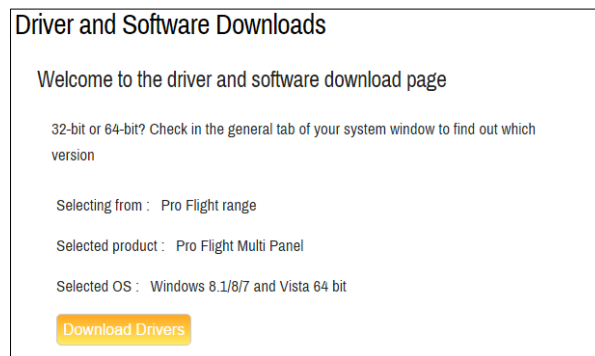 Driver and Software Downloads
Welcome to the driver and software download page
32-bit or 64-bit? Check in the general tab of your system window to find out which
version
Selecting from :   Pro Flight range
Selected product :   Pro Flight Multi Panel
Selected OS :   Windows 8.1/8/7 and Vista 64 bit
Download Drivers